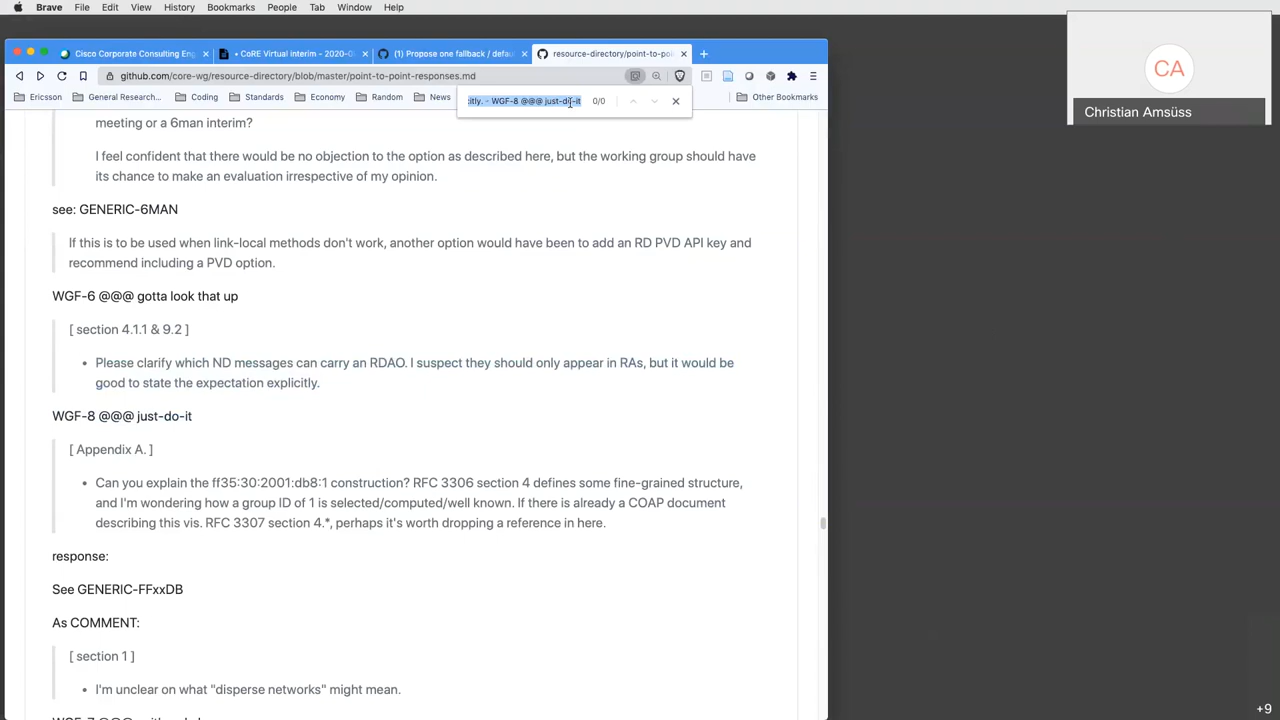 Brave File Edit View History Bookmarks People Tab Window Help
Cisco Corporate Consulting Eng
• CoRE Virtual interim - 2020-0
(1) Propose one fallback / defau
resource-directory/point-to-poi
github.com/core-wg/resource-directory/blob/master/point-to-point-responses.md
Ericsson General Research... Coding Standards Economy Random News Other Bookmarks
:itly. - WGF-8 @@@ just-do-it 0/0
CA
Christian Amsüss
meeting or a 6man interim?
I feel confident that there would be no objection to the option as described here, but the working group should have
its chance to make an evaluation irrespective of my opinion.
see: GENERIC-6MAN
If this is to be used when link-local methods don't work, another option would have been to add an RD PVD API key and
recommend including a PVD option.
WGF-6 @@@ gotta look that up
[ section 4.1.1 & 9.2 ]
• Please clarify which ND messages can carry an RDAO. I suspect they should only appear in RAs, but it would be
good to state the expectation explicitly.
WGF-8 @@@ just-do-it
[ Appendix A. ]
• Can you explain the ff35:30:2001:db8:1 construction? RFC 3306 section 4 defines some fine-grained structure,
and I'm wondering how a group ID of 1 is selected/computed/well known. If there is already a COAP document
describing this vis. RFC 3307 section 4.*, perhaps it's worth dropping a reference in here.
response:
See GENERIC-FFxxDB
As COMMENT:
[ section 1 ]
• I'm unclear on what "disperse networks" might mean.
+9